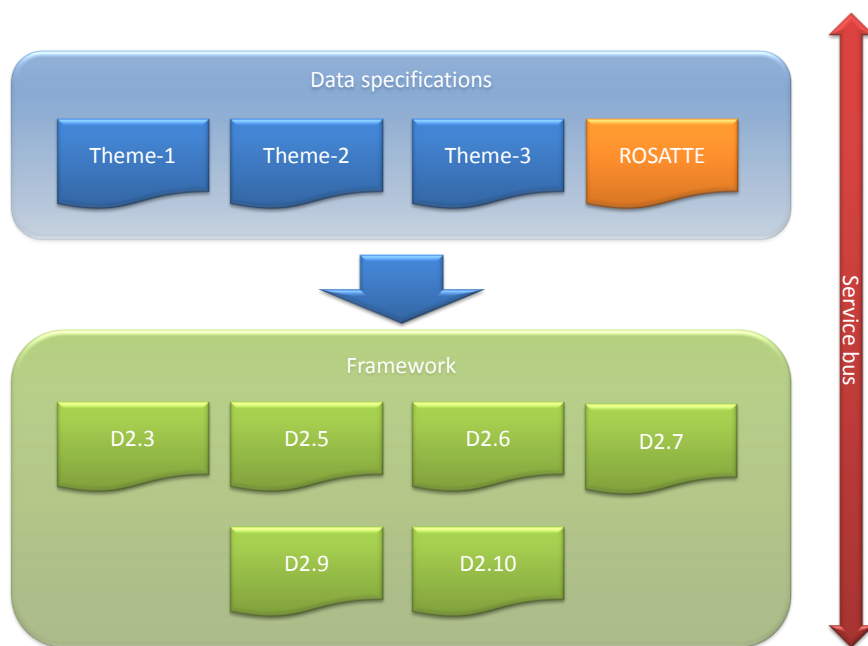 Data specifications
Theme-1
Theme-2
Theme-3
ROSATTE
Service bus
Framework
D2.3
D2.5
D2.6
D2.7
D2.9
D2.10